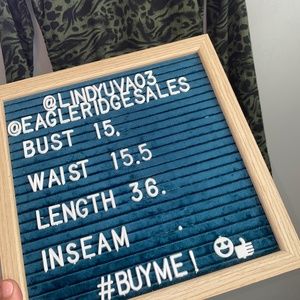 @LINDYUVA03
@EAGLERIDGESALES
BUST 15.
WAIST 15.5
LENGTH 36.
INSEAM .
#BUYME!